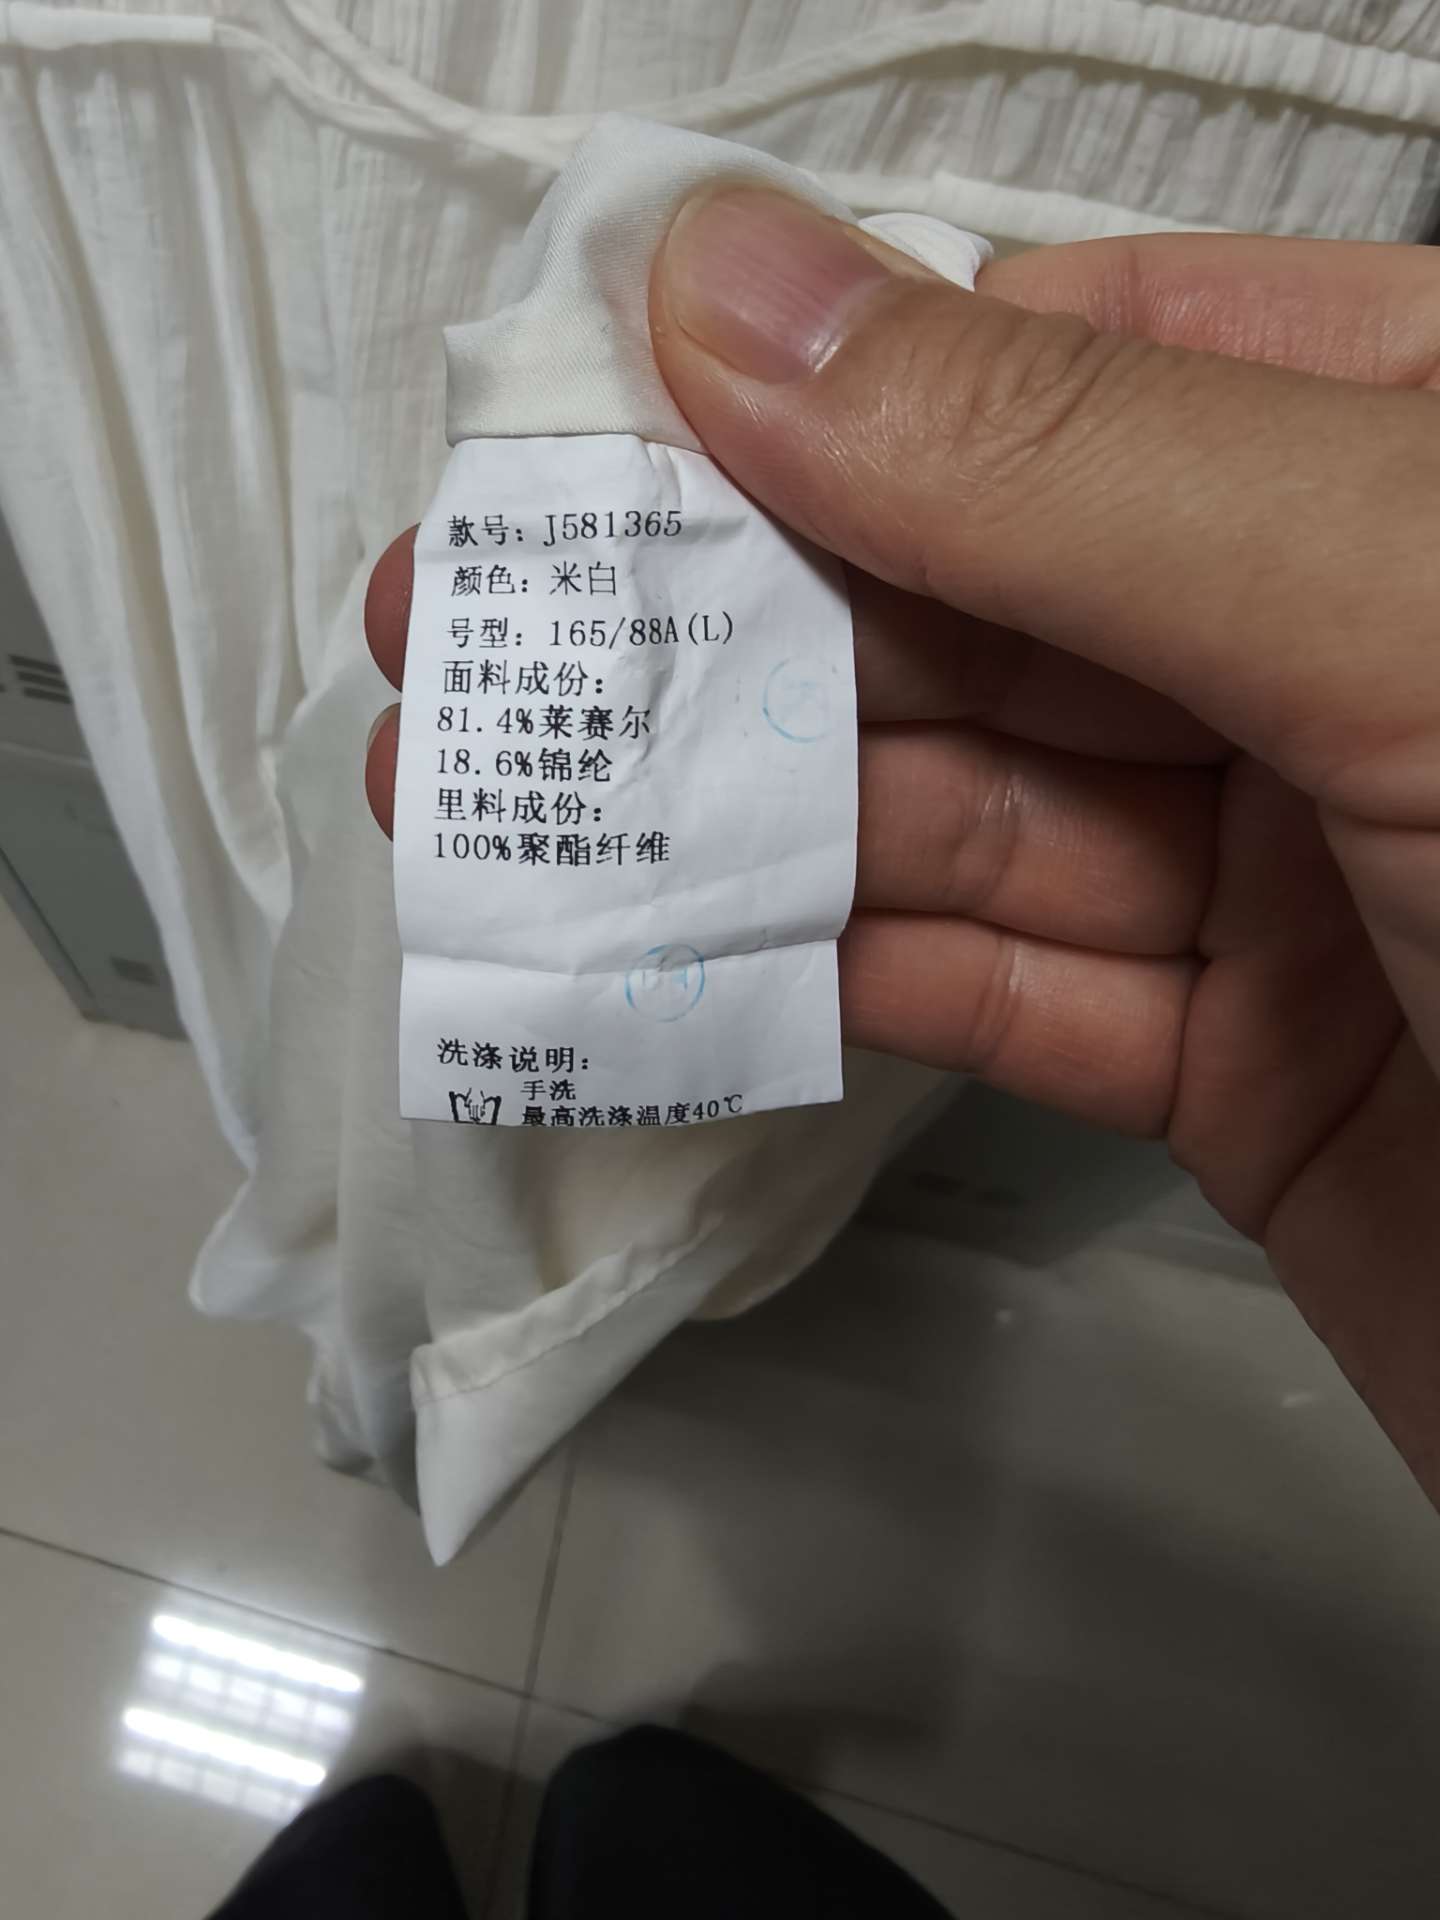 款号：J581365
颜色：米白
号型：165/88A(L)
面料成份：
81.4%莱赛尔
18.6%锦纶
里料成份：
100%聚酯纤维
洗涤说明：
手洗
最高洗涤温度40℃